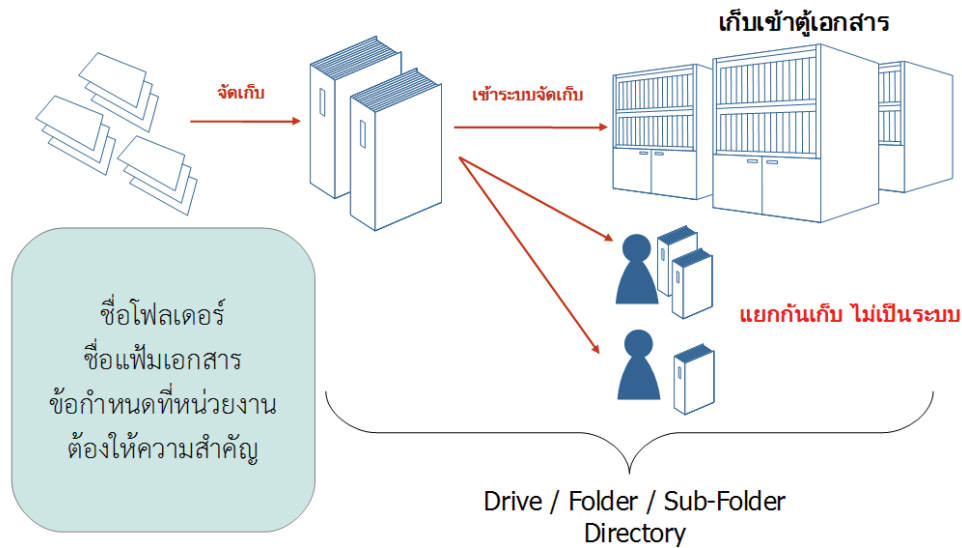 เก็บเข้าตู้เอกสาร
จัดเก็บ
เข้าระบบจัดเก็บ
แยกกันเก็บ ไม่เป็นระบบ
ชื่อโฟลเดอร์
ชื่อแฟ้มเอกสาร
ข้อกำหนดที่หน่วยงาน
ต้องให้ความสำคัญ
Drive / Folder / Sub-Folder
Directory